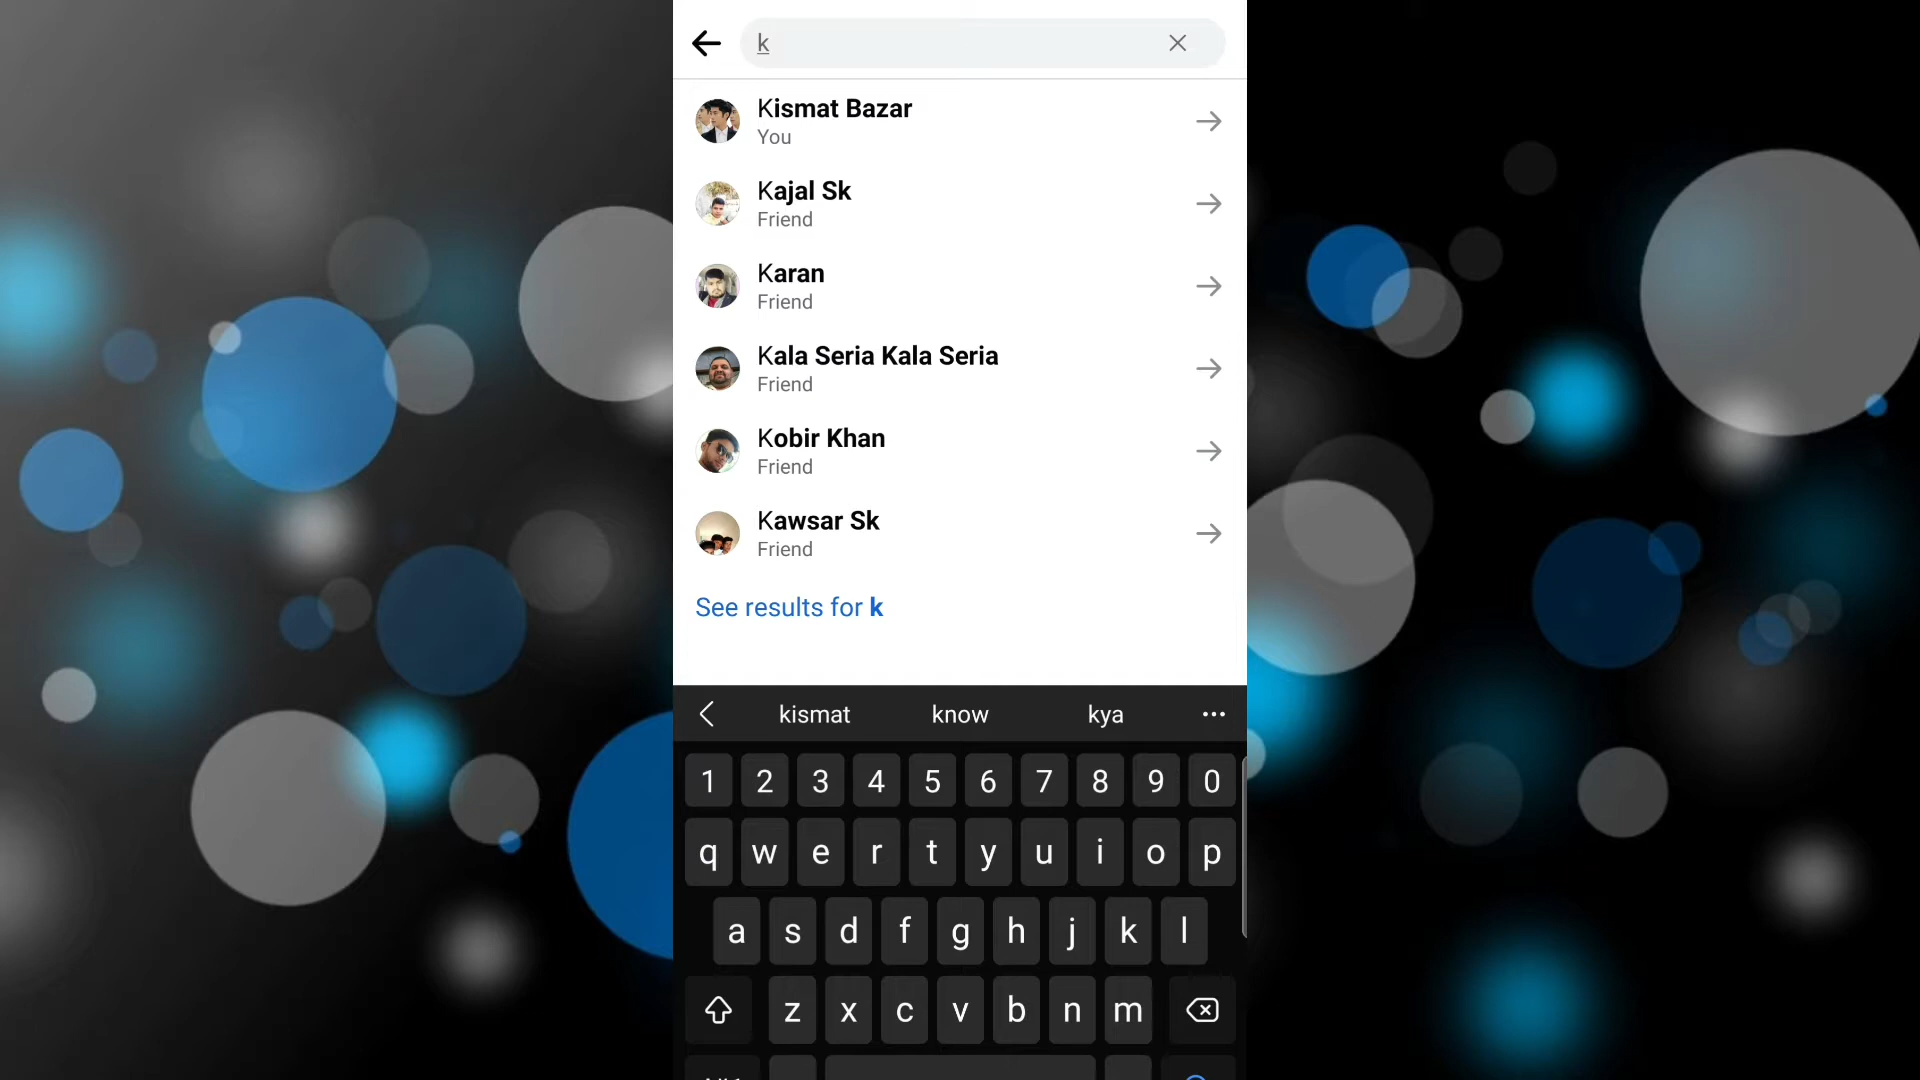 k
Kismat Bazar
You
Kajal Sk
Friend
Karan
Friend
Kala Seria Kala Seria
Friend
Kobir Khan
Friend
Kawsar Sk
Friend
See results for k
kismat know kya
1 2 3 4 5 6 7 8 9 0
q w e r t y u i o p
a s d f g h j k l
z x c v b n m